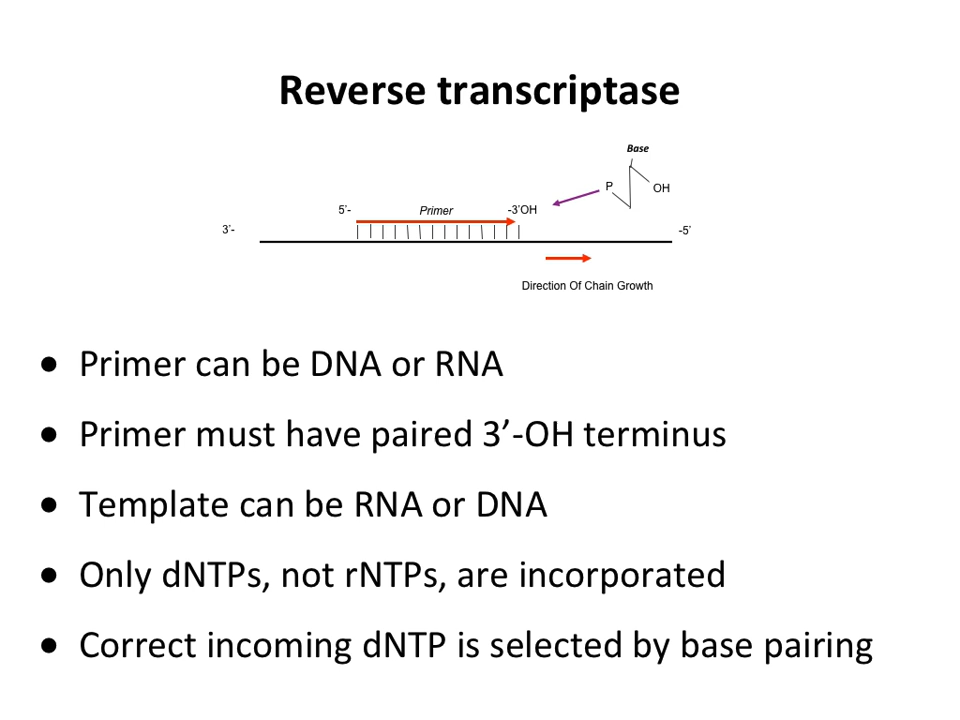 Reverse transcriptase
Base
P
OH
5’-
Primer
-3’OH
3’-
-5’
Direction Of Chain Growth
• Primer can be DNA or RNA
• Primer must have paired 3’-OH terminus
• Template can be RNA or DNA
• Only dNTPs, not rNTPs, are incorporated
• Correct incoming dNTP is selected by base pairing